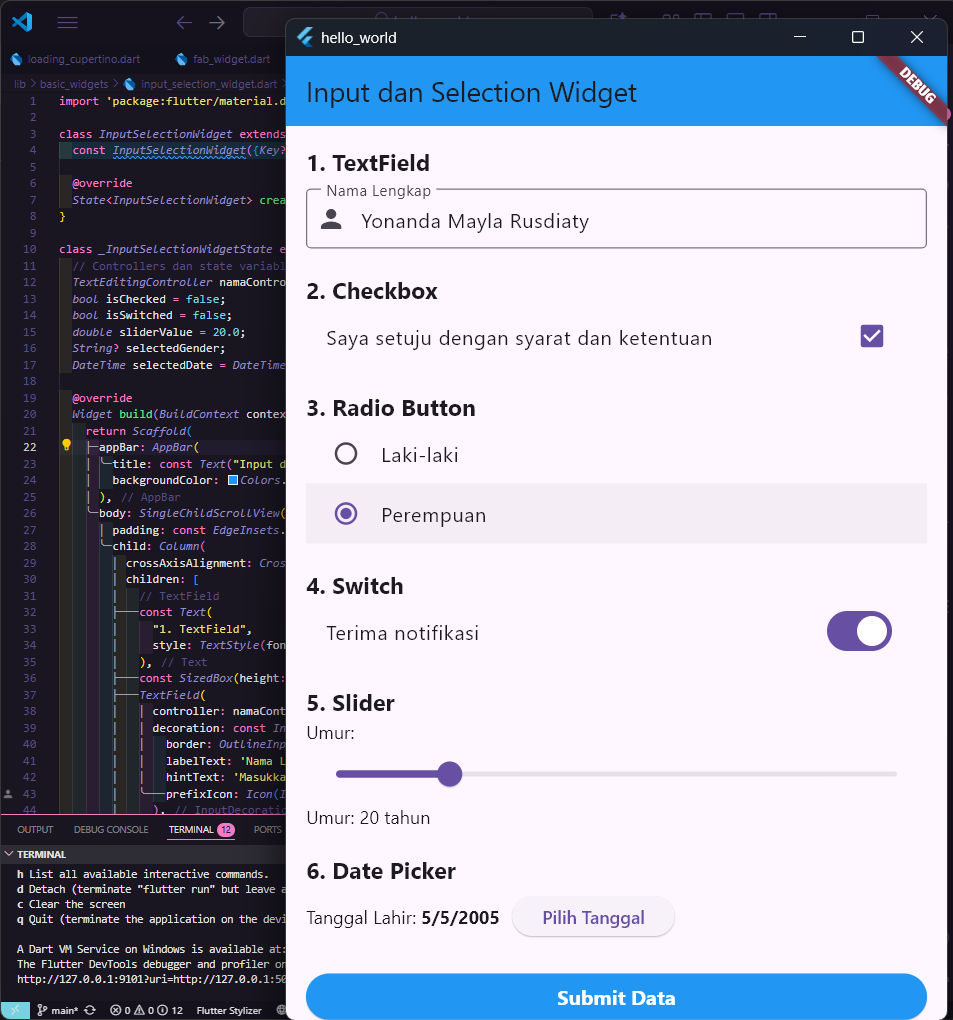 hello_world
loading_cupertino.dart
fab_widget.dart
lib > basic_widgets > input_selection_widget.dart >
1 import 'package:flutter/material.d
2
3 class InputSelectionWidget extends
4 const InputSelectionWidget({Key?
5
6 @override
7 State<InputSelectionWidget> crea
8 }
9
10 class _InputSelectionWidgetState e
11 // Controllers dan state variabl
12 TextEditingController namaContro
13 bool isChecked = false;
14 bool isSwitched = false;
15 double sliderValue = 20.0;
16 String? selectedGender;
17 DateTime selectedDate = DateTime
18
19 @override
20 Widget build(BuildContext contex
21 return Scaffold(
22 appBar: AppBar(
23 title: const Text("Input d
24 backgroundColor: Colors.
25 ), // AppBar
26 body: SingleChildScrollView(
27 padding: const EdgeInsets.
28 child: Column(
29 crossAxisAlignment: Cros
30 children: [
31 // TextField
32 const Text(
33 "1. TextField",
34 style: TextStyle(fon
35 ), // Text
36 const SizedBox(height:
37 TextField(
38 controller: namaCont
39 decoration: const In
40 border: OutlineInp
41 labelText: 'Nama L
42 hintText: 'Masukka
43 prefixIcon: Icon(I
44 ), // InputDecoratio
OUTPUT DEBUG CONSOLE TERMINAL 12 PORTS
TERMINAL
h List all available interactive commands.
d Detach (terminate "flutter run" but leave a
c Clear the screen
q Quit (terminate the application on the devi
A Dart VM Service on Windows is available at:
The Flutter DevTools debugger and profiler on
http://127.0.0.1:9101?uri=http://127.0.0.1:50
main* 0 0 12 Flutter Stylizer
Input dan Selection Widget
DEBUG
1. TextField
Nama Lengkap
Yonanda Mayla Rusdiaty
2. Checkbox
Saya setuju dengan syarat dan ketentuan
3. Radio Button
Laki-laki
Perempuan
4. Switch
Terima notifikasi
5. Slider
Umur:
Umur: 20 tahun
6. Date Picker
Tanggal Lahir: 5/5/2005 Pilih Tanggal
Submit Data